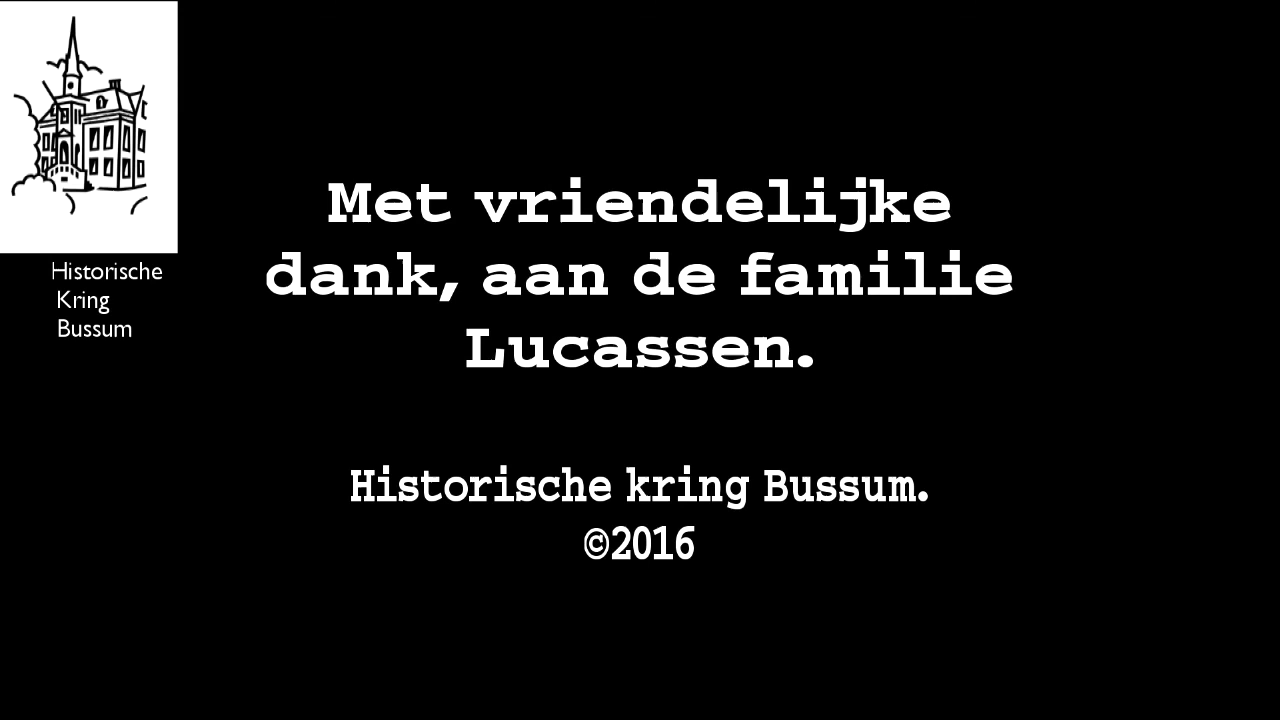 Historische
Kring
Bussum
Met vriendelijke
dank, aan de familie
Lucassen.
Historische kring Bussum.
©2016